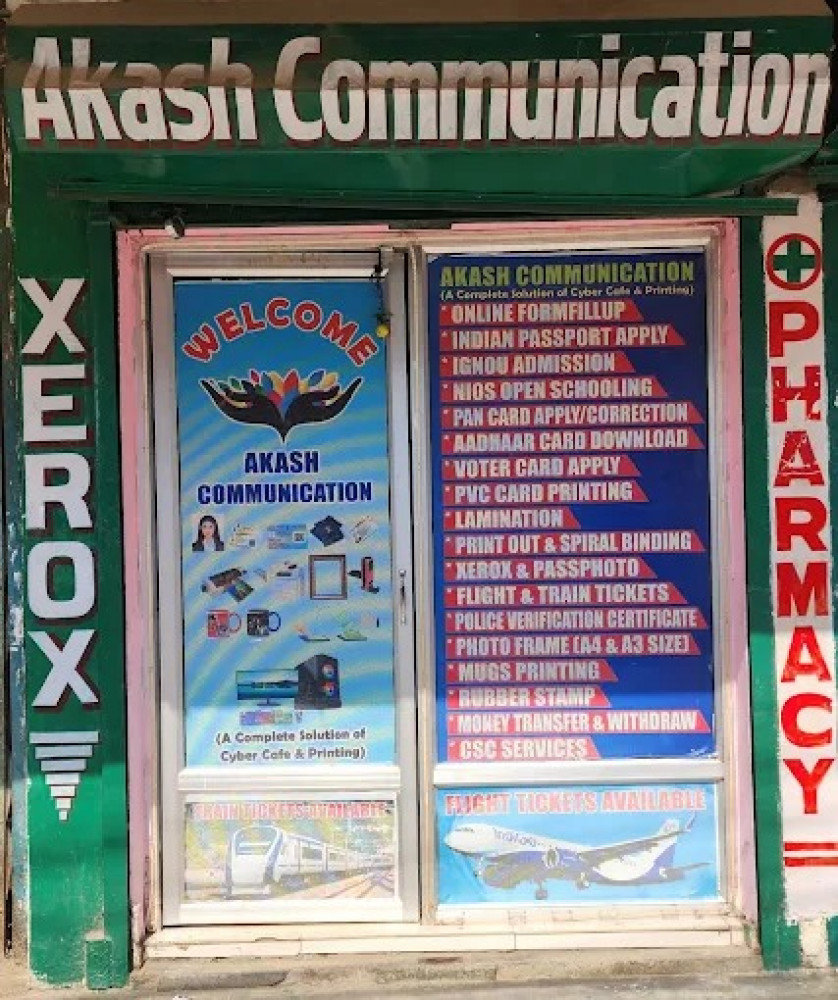 Akash Communication
XEROX
WELCOME
AKASH
COMMUNICATION
(A Complete Solution of
Cyber Cafe & Printing)
TRAIN TICKETS AVAILABLE
AKASH COMMUNICATION
(A Complete Solution of Cyber Cafe & Printing)
* ONLINE FORMFILLUP
* INDIAN PASSPORT APPLY
* IGNOU ADMISSION
* NIOS OPEN SCHOOLING
* PAN CARD APPLY/CORRECTION
* AADHAAR CARD DOWNLOAD
* VOTER CARD APPLY
* PVC CARD PRINTING
* LAMINATION
* PRINT OUT & SPIRAL BINDING
* XEROX & PASSPHOTO
* FLIGHT & TRAIN TICKETS
* POLICE VERIFICATION CERTIFICATE
* PHOTO FRAME (A4 & A3 SIZE)
* MUGS PRINTING
* RUBBER STAMP
* MONEY TRANSFER & WITHDRAW
* CSC SERVICES
FLIGHT TICKETS AVAILABLE
IndiGo
PHARMACY